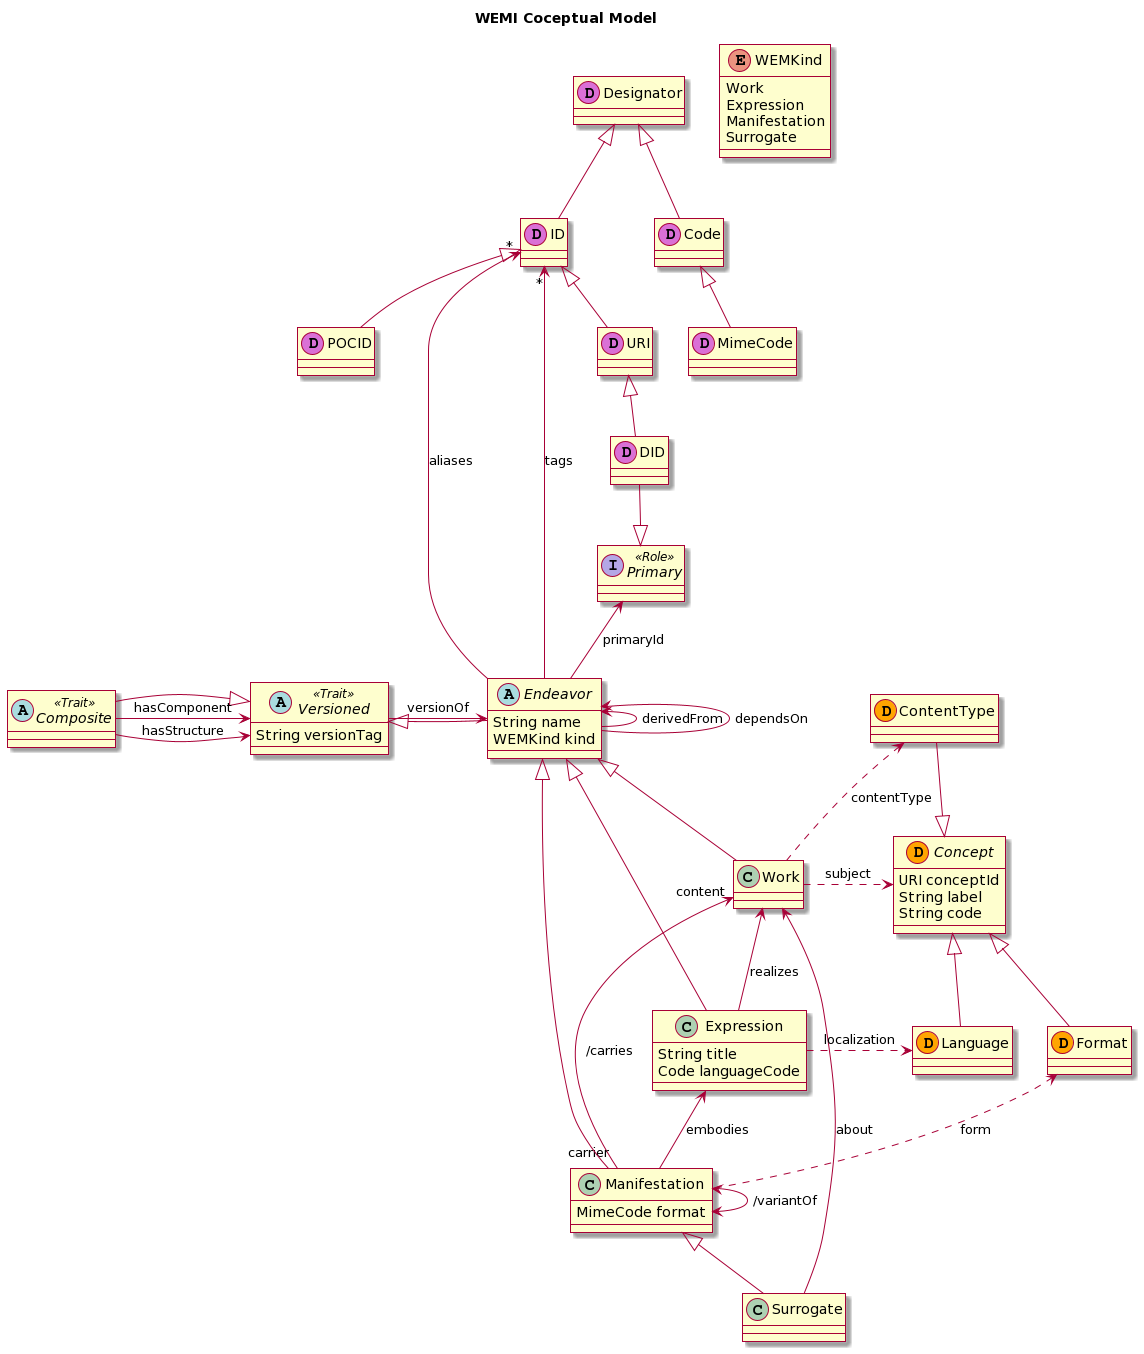 WEMI Coceptual Model
E WEMKind
Work
Expression
Manifestation
Surrogate
D Designator
D ID
*
*
D Code
D POCID
D URI
D MimeCode
aliases
tags
D DID
I «Role»
Primary
primaryId
A «Trait»
Composite
hasComponent
hasStructure
A «Trait»
Versioned
String versionTag
versionOf
A Endeavor
String name
WEMKind kind
derivedFrom
dependsOn
D ContentType
contentType
D Concept
URI conceptId
String label
String code
C Work
subject
content
realizes
C Expression
String title
Code languageCode
localization
D Language
D Format
/carries
embodies
about
form
carrier
C Manifestation
MimeCode format
/variantOf
C Surrogate